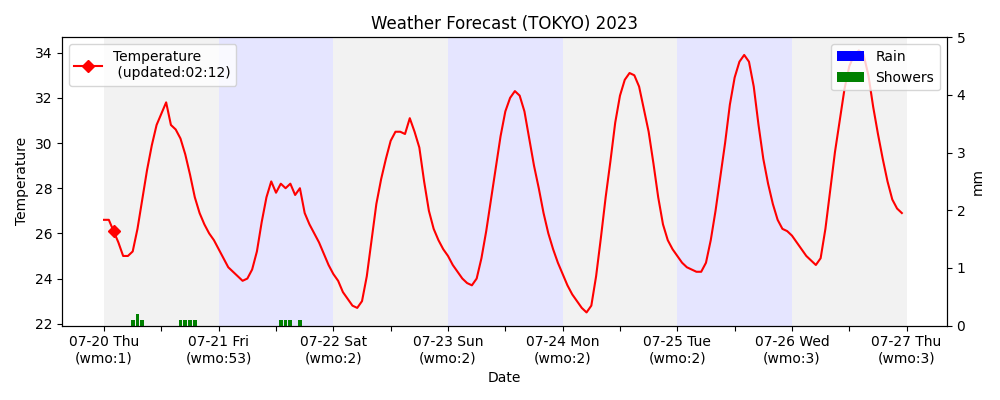 Weather Forecast (TOKYO) 2023
Temperature
(updated:02:12)
Rain
Showers
34
32
30
28
26
24
22
Temperature
5
4
3
2
1
0
mm
07-20 Thu
(wmo:1)
07-21 Fri
(wmo:53)
07-22 Sat
(wmo:2)
07-23 Sun
(wmo:2)
07-24 Mon
(wmo:2)
07-25 Tue
(wmo:2)
07-26 Wed
(wmo:3)
07-27 Thu
(wmo:3)
Date